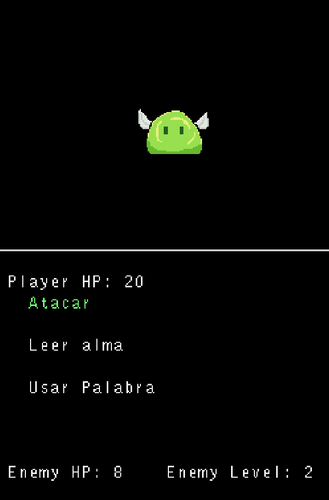 Player HP: 20
Atacar
Leer alma
Usar Palabra
Enemy HP: 8 Enemy Level: 2